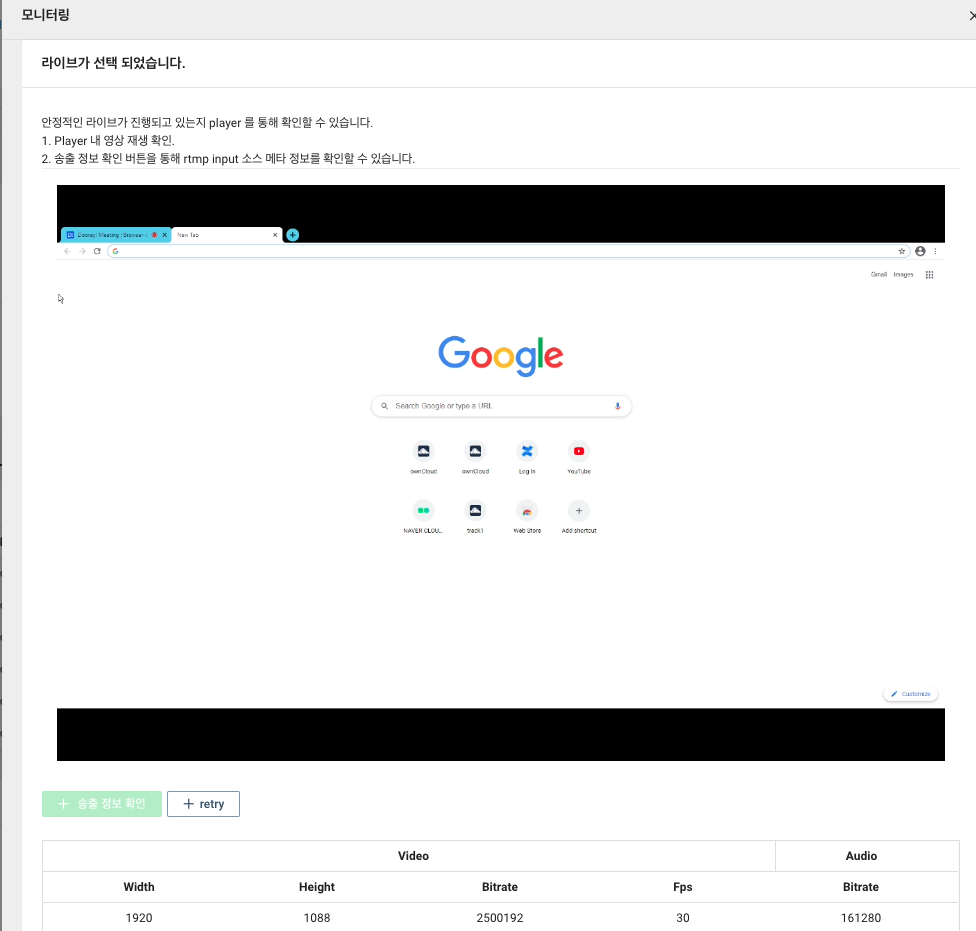 모니터링
라이브가 선택 되었습니다.
안정적인 라이브가 진행되고 있는지 player 를 통해 확인할 수 있습니다.
1. Player 내 영상 재생 확인.
2. 송출 정보 확인 버튼을 통해 rtmp input 소스 메타 정보를 확인할 수 있습니다.
Dooray! Meeting | Browser-
New Tab
Gmail Images
Google
Search Google or type a URL
ownCloud ownCloud Log In YouTube
NAVER CLOU... track1 Web Store Add shortcut
Customize
송출 정보 확인 retry
Video Audio
Width Height Bitrate Fps Bitrate
1920 1088 2500192 30 161280